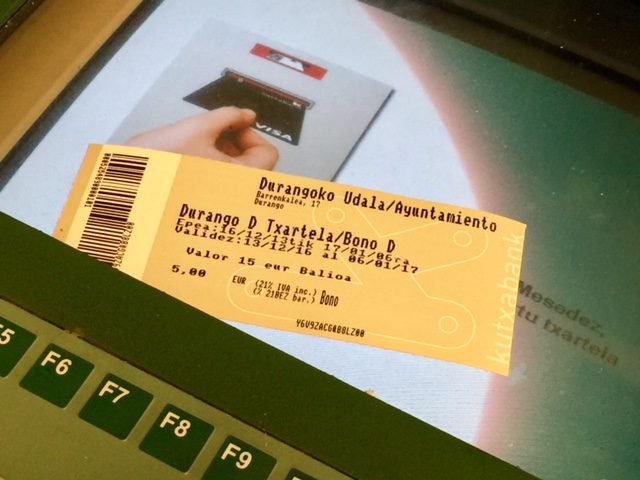 VISA
Durangoko Udala/Ayuntamiento
Barrenkalea, 17
Durango
Durango D Txartela/Bono D
Epea:16/12/13tik 17/01/06ra
Validez:13/12/16 al 06/01/17
Valor 15 eur Balioa
5,00 EUR (21% IVA inc.) Bono
(% 21BEZ bar.)
Y6V9ZACG0B8LZ00
kutxabank
Mesedez,
tu txartela
F5
F6
F7
F8
F9